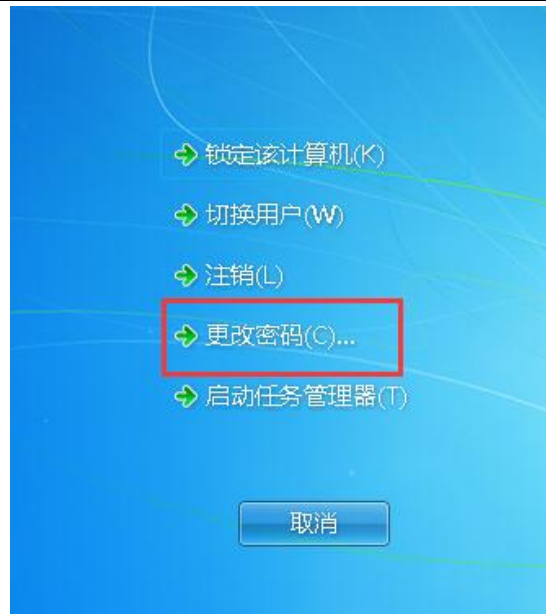 锁定该计算机(K)
切换用户(W)
注销(L)
更改密码(C)...
启动任务管理器(T)
取消